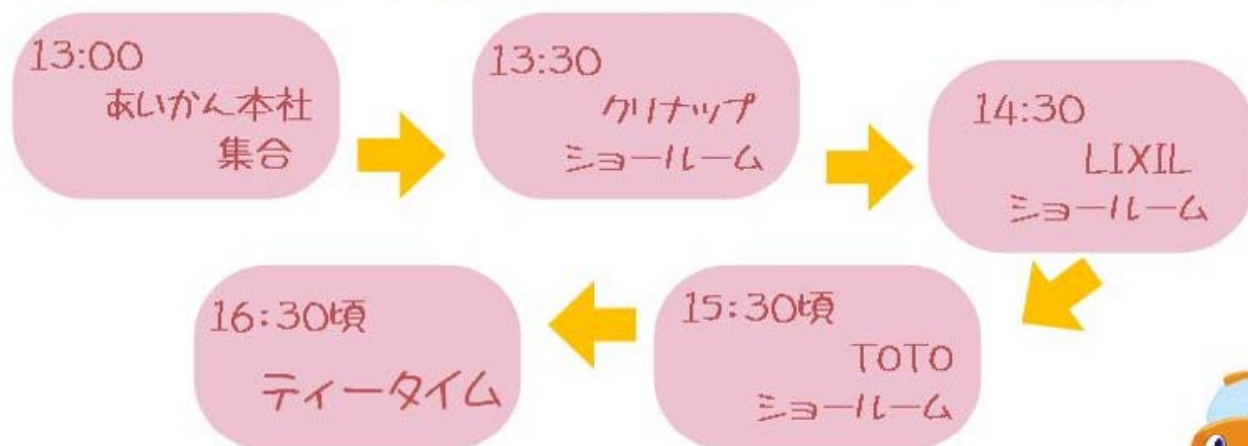 13:00
あいかん本社
集合
13:30
クリナップ
ショールーム
14:30
LIXIL
ショールーム
15:30頃
TOTO
ショールーム
16:30頃
ティータイム